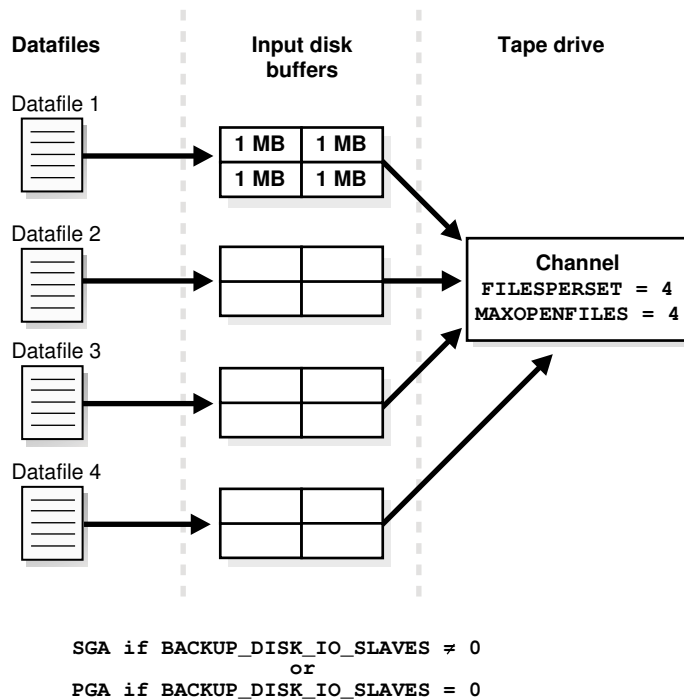 Datafiles
Input disk
buffers
Tape drive
Datafile 1
1 MB 1 MB
1 MB 1 MB
Datafile 2
Channel
FILESPERSET = 4
MAXOPENFILES = 4
Datafile 3
Datafile 4
SGA if BACKUP_DISK_IO_SLAVES ≠ 0
or
PGA if BACKUP_DISK_IO_SLAVES = 0